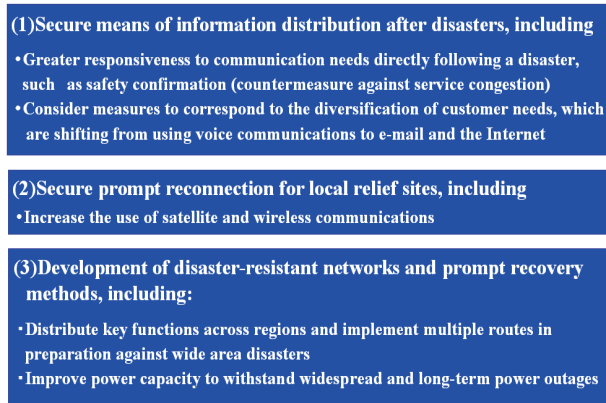 (1)Secure means of information distribution after disasters, including
・Greater responsiveness to communication needs directly following a disaster,
such as safety confirmation (countermeasure against service congestion)
・Consider measures to correspond to the diversification of customer needs, which
are shifting from using voice communications to e-mail and the Internet
(2)Secure prompt reconnection for local relief sites, including
・Increase the use of satellite and wireless communications
(3)Development of disaster-resistant networks and prompt recovery
methods, including:
・Distribute key functions across regions and implement multiple routes in
preparation against wide area disasters
・Improve power capacity to withstand widespread and long-term power outages